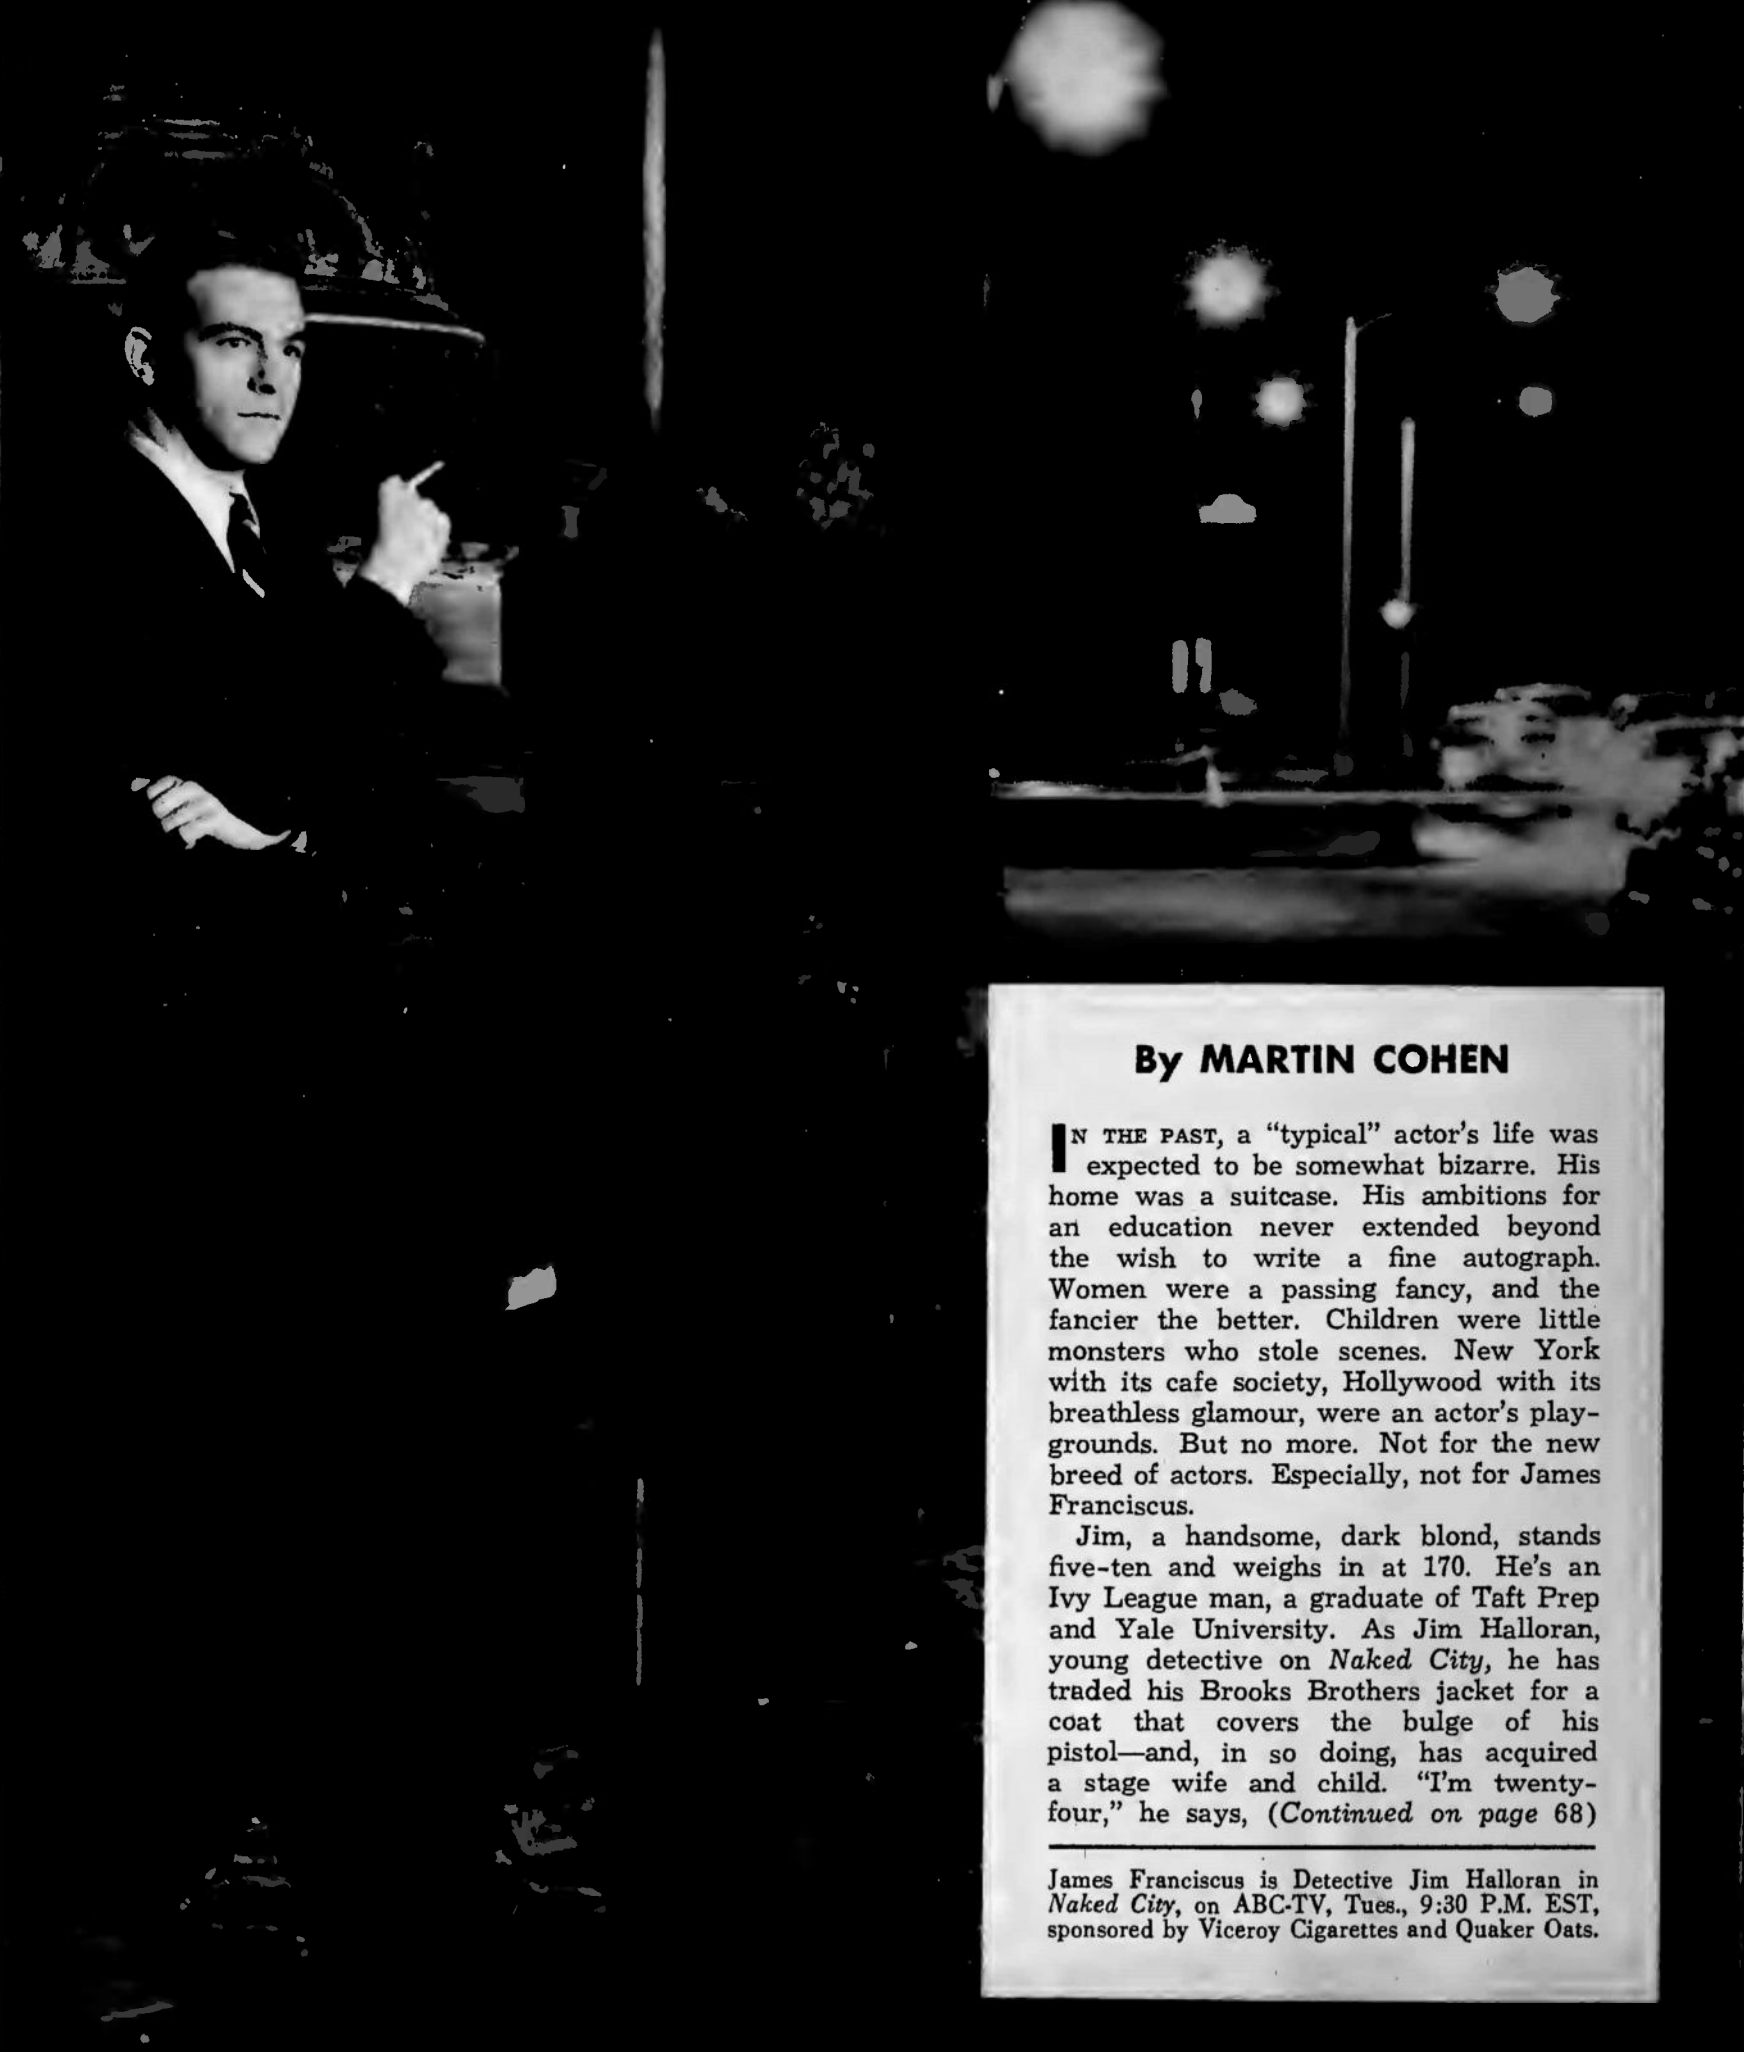 By MARTIN COHEN
IN THE PAST, a “typical” actor’s life was
expected to be somewhat bizarre. His
home was a suitcase. His ambitions for
an education never extended beyond
the wish to write a fine autograph.
Women were a passing fancy, and the
fancier the better. Children were little
monsters who stole scenes. New York
with its cafe society, Hollywood with its
breathless glamour, were an actor’s play-
grounds. But no more. Not for the new
breed of actors. Especially, not for James
Franciscus.
Jim, a handsome, dark blond, stands
five-ten and weighs in at 170. He’s an
Ivy League man, a graduate of Taft Prep
and Yale University. As Jim Halloran,
young detective on Naked City, he has
traded his Brooks Brothers jacket for a
coat that covers the bulge of his
pistol—and, in so doing, has acquired
a stage wife and child. “I’m twenty-
four,” he says, (Continued on page 68)
James Franciscus is Detective Jim Halloran in
Naked City, on ABC-TV, Tues., 9:30 P.M. EST,
sponsored by Viceroy Cigarettes and Quaker Oats.